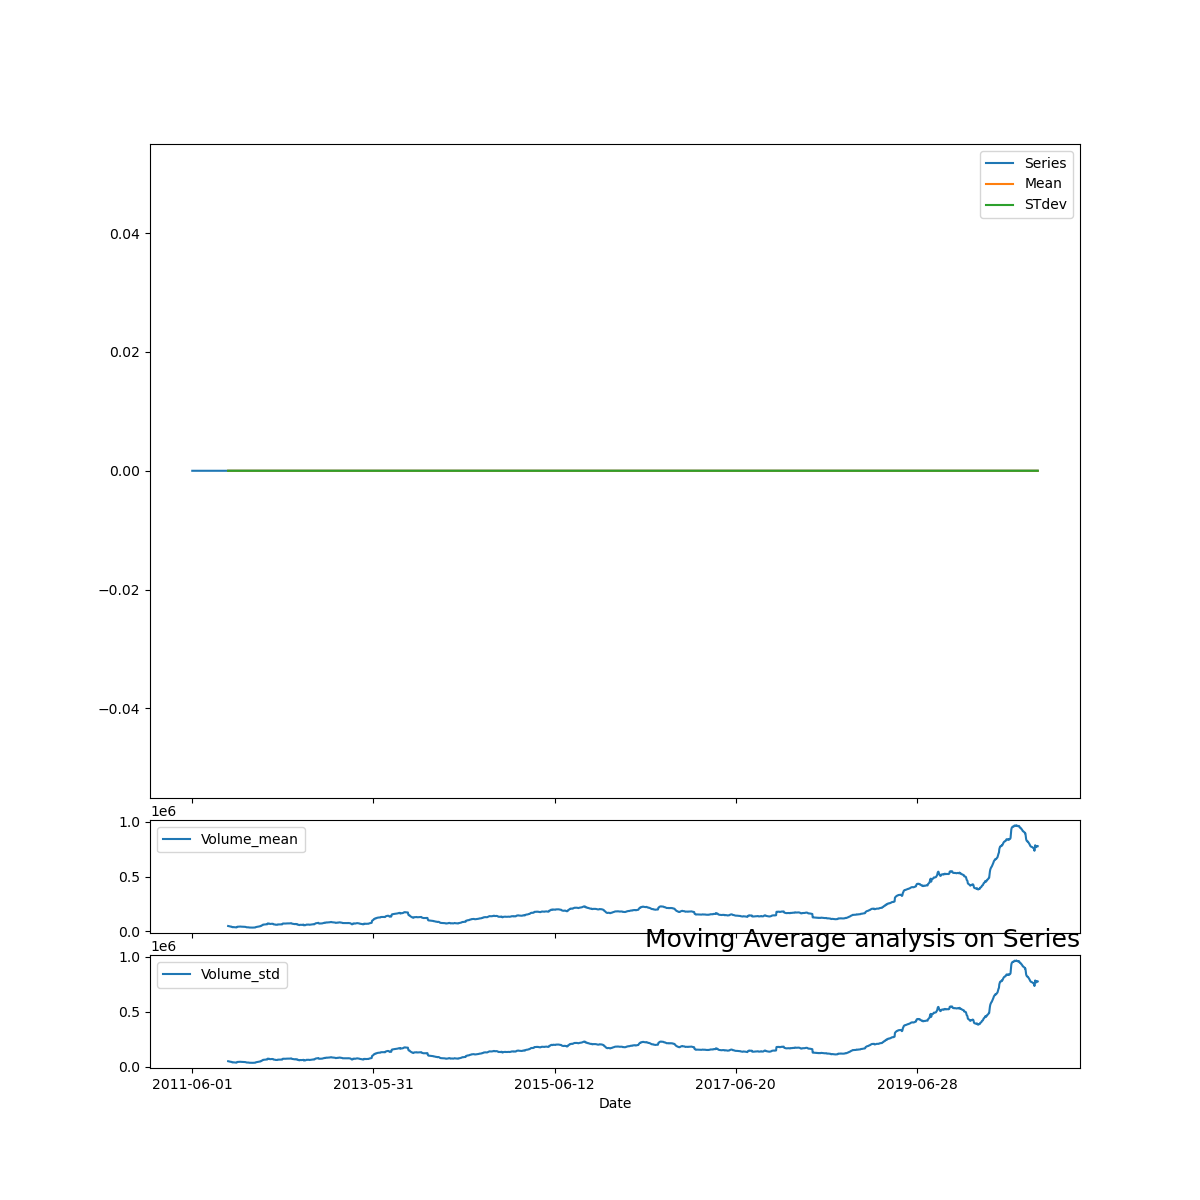 Series
Mean
STdev
0.04
0.02
0.00
−0.02
−0.04
1e6
1.0
Volume_mean
0.5
0.0
Moving Average analysis on Series
1e6
1.0
Volume_std
0.5
0.0
2011-06-01 2013-05-31 2015-06-12 2017-06-20 2019-06-28
Date